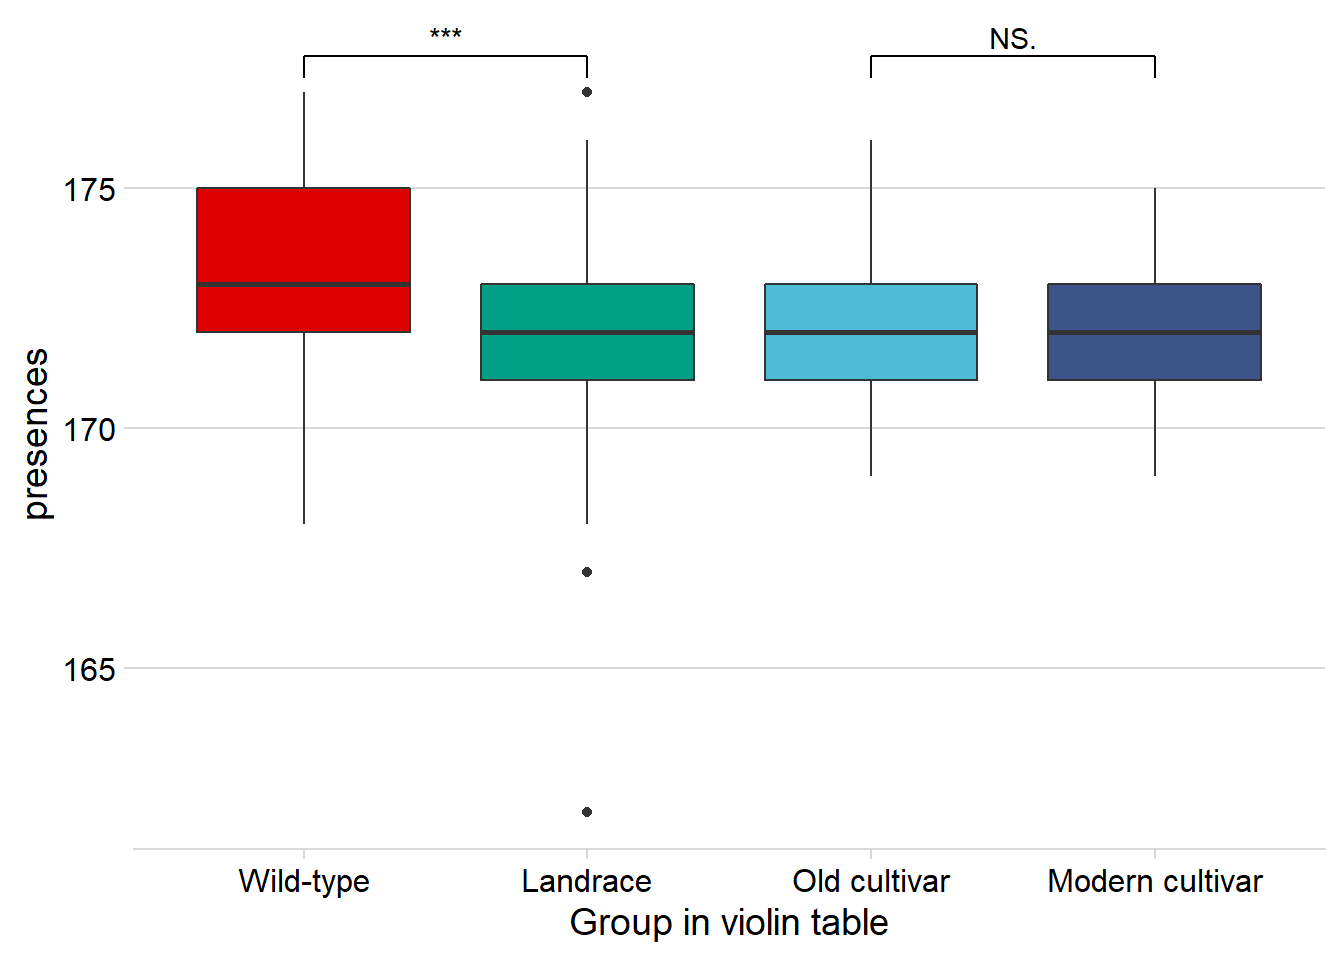 ***
NS.
175
170
165
presences
Wild-type
Landrace
Old cultivar
Modern cultivar
Group in violin table